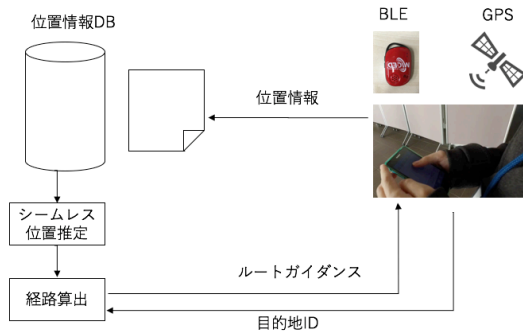 位置情報DB
BLE
GPS
位置情報
シームレス
位置推定
ルートガイダンス
経路算出
目的地ID